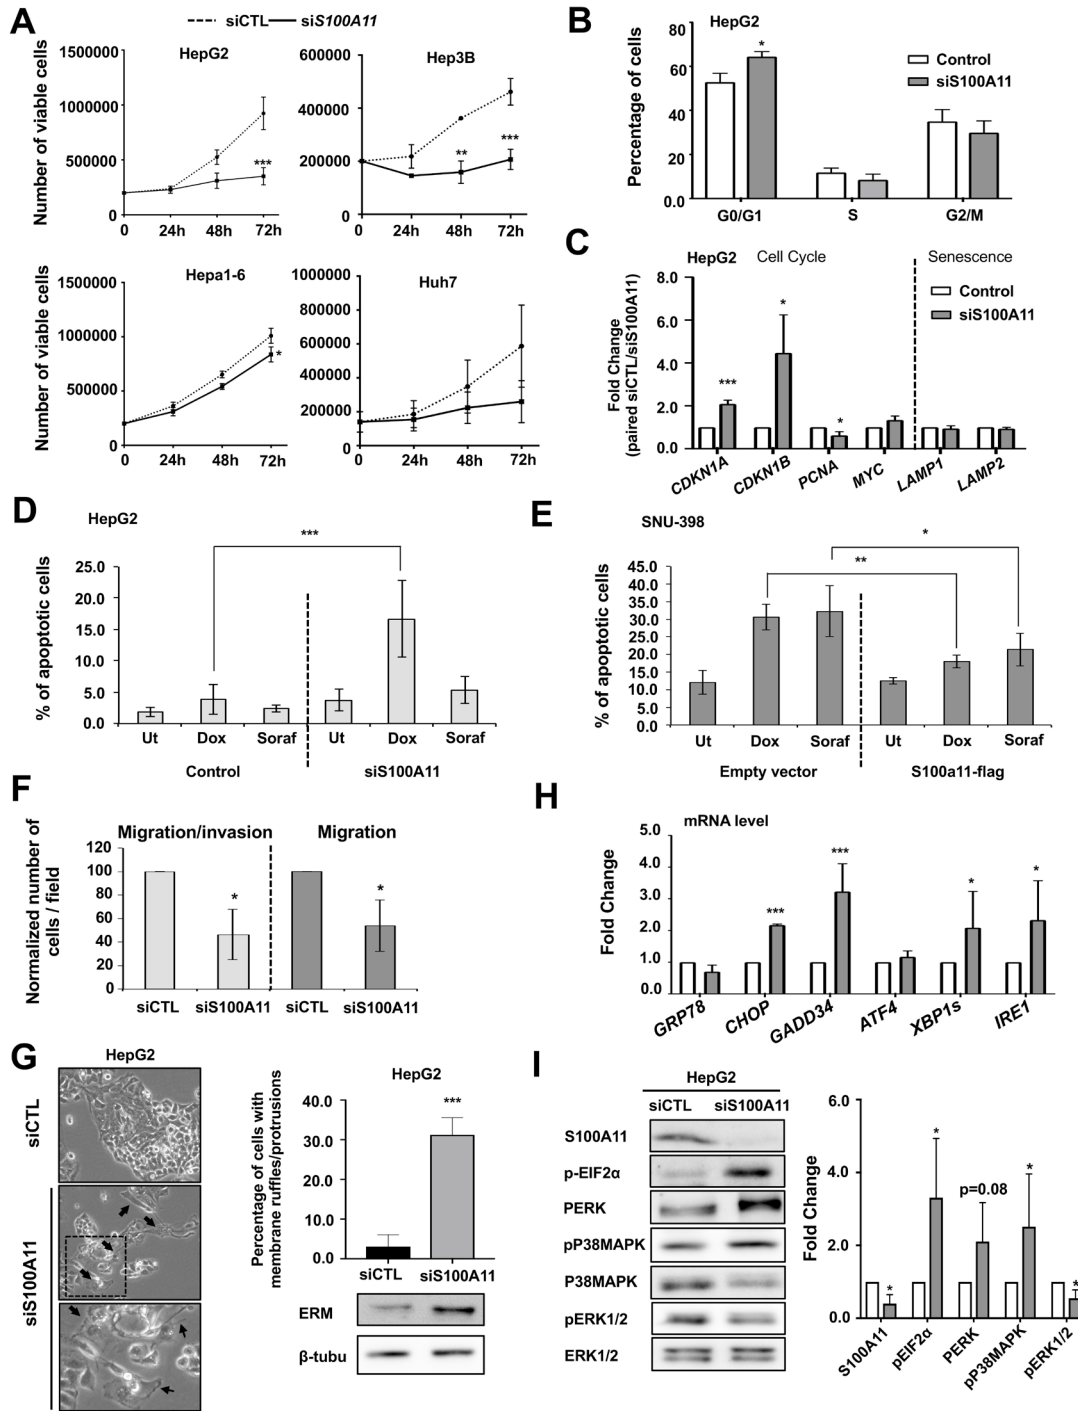 A
siCTL
siS100A11
HepG2
Number of viable cells
1500000
1000000
500000
0
0
24h
48h
72h
***
Hep3B
600000
400000
200000
0
0
24h
48h
72h
**
***
Hepa1-6
Number of viable cells
1500000
1000000
500000
0
0
24h
48h
72h
*
Huh7
1000000
800000
600000
400000
200000
0
0
24h
48h
72h
B
HepG2
Percentage of cells
80
60
40
20
0
*
Control
siS100A11
G0/G1
S
G2/M
C
HepG2
Cell Cycle
Senescence
Fold Change
(paired siCTL/siS100A11)
8.0
6.0
4.0
2.0
0.0
***
*
*
Control
siS100A11
CDKN1A
CDKN1B
PCNA
MYC
LAMP1
LAMP2
D
HepG2
% of apoptotic cells
25.0
20.0
15.0
10.0
5.0
0.0
***
Ut
Dox
Soraf
Ut
Dox
Soraf
Control
siS100A11
E
SNU-398
% of apoptotic cells
45.0
40.0
35.0
30.0
25.0
20.0
15.0
10.0
5.0
0.0
*
**
Ut
Dox
Soraf
Ut
Dox
Soraf
Empty vector
S100a11-flag
F
Migration/invasion
Migration
Normalized number of
cells / field
120
100
80
60
40
20
0
*
*
siCTL
siS100A11
siCTL
siS100A11
H
mRNA level
Fold Change
5.0
4.0
3.0
2.0
1.0
0.0
***
***
*
*
GRP78
CHOP
GADD34
ATF4
XBP1s
IRE1
G
HepG2
siCTL
siS100A11
HepG2
Percentage of cells with
membrane ruffles/protrusions
40.0
30.0
20.0
10.0
0.0
***
siCTL
siS100A11
ERM
β-tubu
I
HepG2
siCTL
siS100A11
S100A11
p-EIF2α
PERK
pP38MAPK
P38MAPK
pERK1/2
ERK1/2
Fold Change
6.0
4.0
2.0
0.0
*
*
p=0.08
*
*
S100A11
pEIF2α
PERK
pP38MAPK
pERK1/2